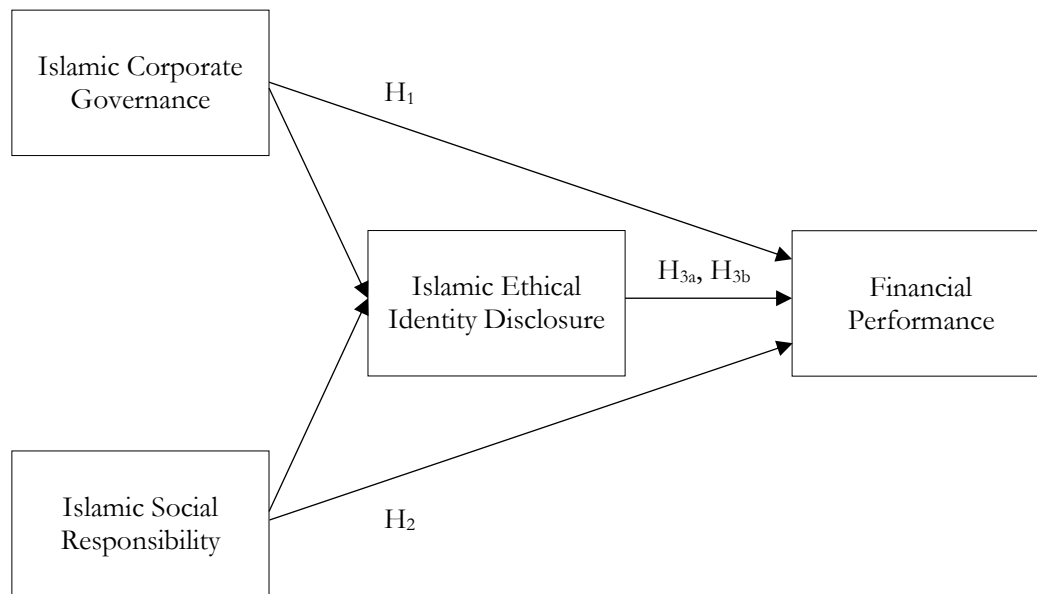 Islamic Corporate
Governance
H₁
Islamic Ethical
Identity Disclosure
H₃ₐ, H₃b
Financial
Performance
Islamic Social
Responsibility
H₂